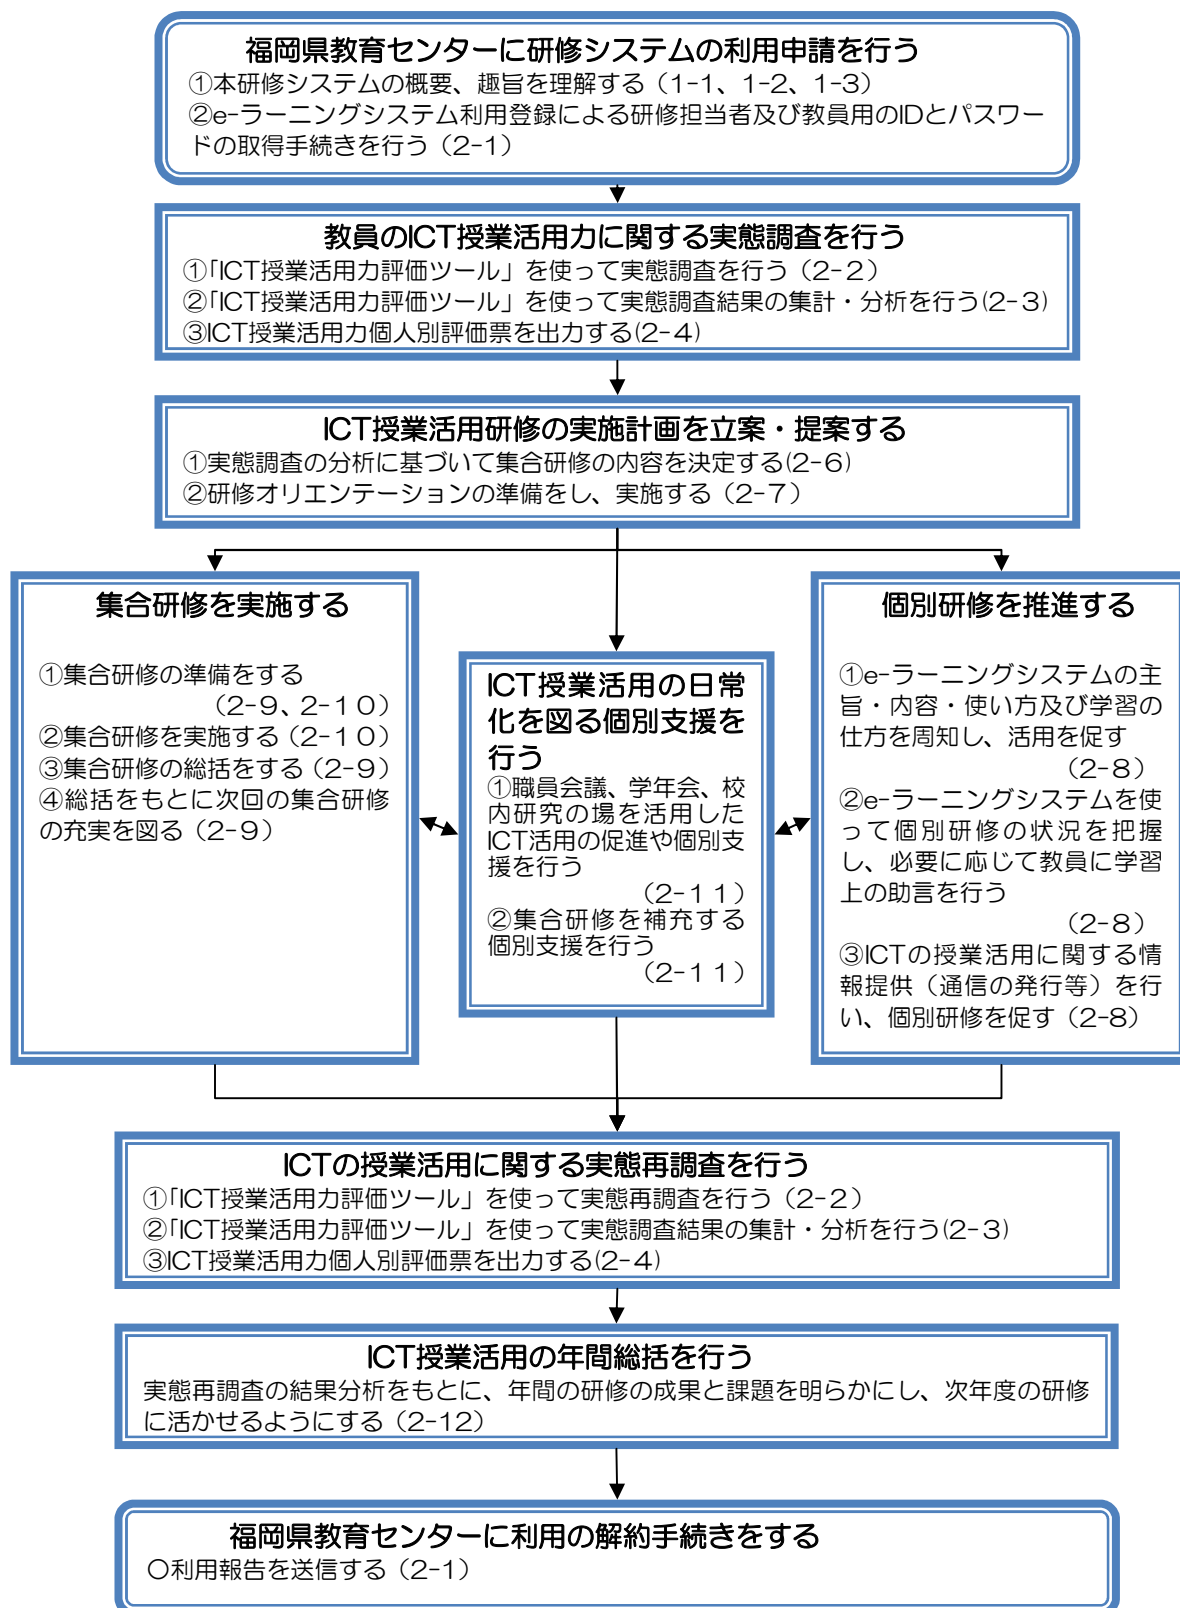 福岡県教育センターに研修システムの利用申請を行う
①本研修システムの概要、趣旨を理解する（1-1、1-2、1-3）
②e-ラーニングシステム利用登録による研修担当者及び教員用のIDとパスワー
ドの取得手続きを行う（2-1）
教員のICT授業活用力に関する実態調査を行う
①「ICT授業活用力評価ツール」を使って実態調査を行う（2-２）
②「ICT授業活用力評価ツール」を使って実態調査結果の集計・分析を行う(2-３)
③ICT授業活用力個人別評価票を出力する(2-４)
ICT授業活用研修の実施計画を立案・提案する
①実態調査の分析に基づいて集合研修の内容を決定する(2-６)
②研修オリエンテーションの準備をし、実施する（2-７）
集合研修を実施する
①集合研修の準備をする
（2-９、2-１０）
②集合研修を実施する（2-１０）
③集合研修の総括をする（2-９）
④総括をもとに次回の集合研修
の充実を図る（2-９）
ICT授業活用の日常
化を図る個別支援を
行う
①職員会議、学年会、校
内研究の場を活用した
ICT活用の促進や個別支
援を行う
（2-１１）
②集合研修を補充する
個別支援を行う
（2-１１）
個別研修を推進する
①e-ラーニングシステムの主
旨・内容・使い方及び学習の
仕方を周知し、活用を促す
（2-8）
②e-ラーニングシステムを使
って個別研修の状況を把握
し、必要に応じて教員に学習
上の助言を行う
（2-8）
③ICTの授業活用に関する情
報提供（通信の発行等）を行
い、個別研修を促す（2-8）
ICTの授業活用に関する実態再調査を行う
①「ICT授業活用力評価ツール」を使って実態再調査を行う（2-２）
②「ICT授業活用力評価ツール」を使って実態調査結果の集計・分析を行う(2-３)
③ICT授業活用力個人別評価票を出力する(2-４)
ICT授業活用の年間総括を行う
実態再調査の結果分析をもとに、年間の研修の成果と課題を明らかにし、次年度の研修
に活かせるようにする（2-12）
福岡県教育センターに利用の解約手続きをする
〇利用報告を送信する（2-1）